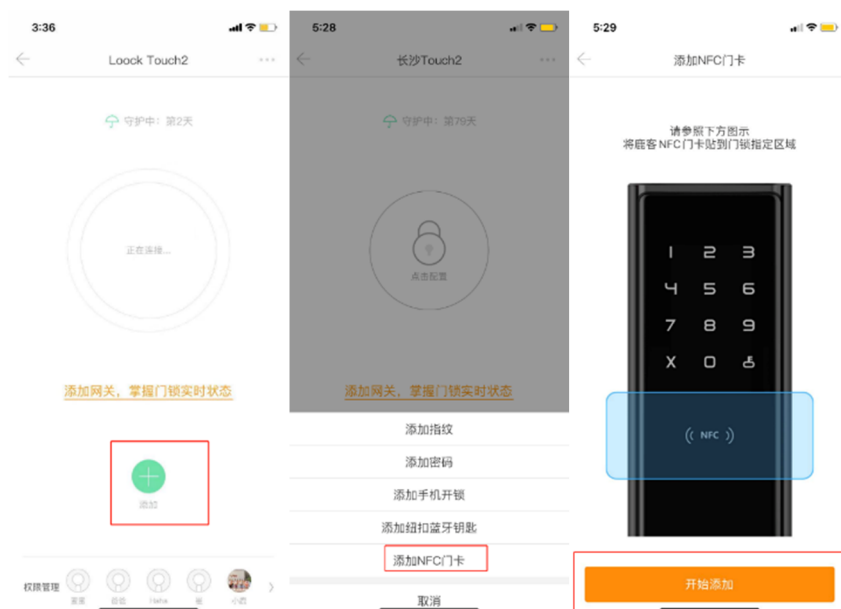 3:36
Loock Touch2
守护中：第2天
正在连接...
添加网关，掌握门锁实时状态
添加
权限管理
Haha
5:28
长沙Touch2
守护中：第79天
点击配置
添加网关，掌握门锁实时状态
添加指纹
添加密码
添加手机开锁
添加纽扣蓝牙钥匙
添加NFC门卡
取消
5:29
添加NFC门卡
请参照下方图示
将鹿客NFC门卡贴到门锁指定区域
1 2 3
4 5 6
7 8 9
X 0
NFC
开始添加